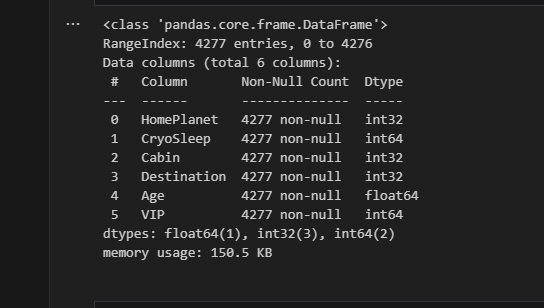 ...
<class 'pandas.core.frame.DataFrame'>
RangeIndex: 4277 entries, 0 to 4276
Data columns (total 6 columns):
 #   Column       Non-Null Count  Dtype
---  ------       --------------  -----
 0   HomePlanet   4277 non-null   int32
 1   CryoSleep    4277 non-null   int64
 2   Cabin        4277 non-null   int32
 3   Destination  4277 non-null   int32
 4   Age          4277 non-null   float64
 5   VIP          4277 non-null   int64
dtypes: float64(1), int32(3), int64(2)
memory usage: 150.5 KB